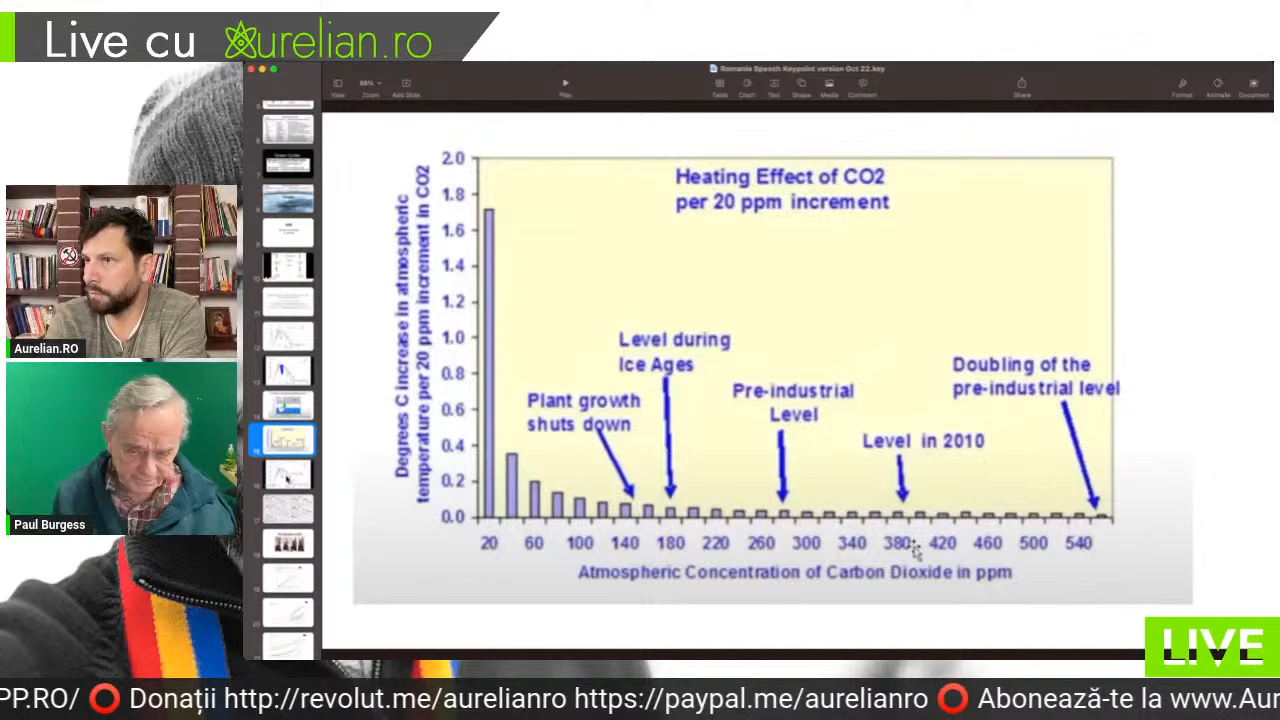 Live cu Aurelian.ro
Romania Speech Keypoint version Oct 22.key
View
Zoom
Add Slide
Play
Table
Chart
Text
Shape
Media
Comment
Share
Format
Animate
Document
Heating Effect of CO2
per 20 ppm increment
Degrees C increase in atmospheric
temperature per 20 ppm increment in CO2
2.0
1.8
1.6
1.4
1.2
1.0
0.8
0.6
0.4
0.2
0.0
Level during
Ice Ages
Plant growth
shuts down
Pre-industrial
Level
Level in 2010
Doubling of the
pre-industrial level
20 60 100 140 180 220 260 300 340 380 420 460 500 540
Atmospheric Concentration of Carbon Dioxide in ppm
Aurelian.RO
Paul Burgess
LIVE
PP.RO/ ⭕ Donații http://revolut.me/aurelianro https://paypal.me/aurelianro ⭕ Abonează-te la www.Aur